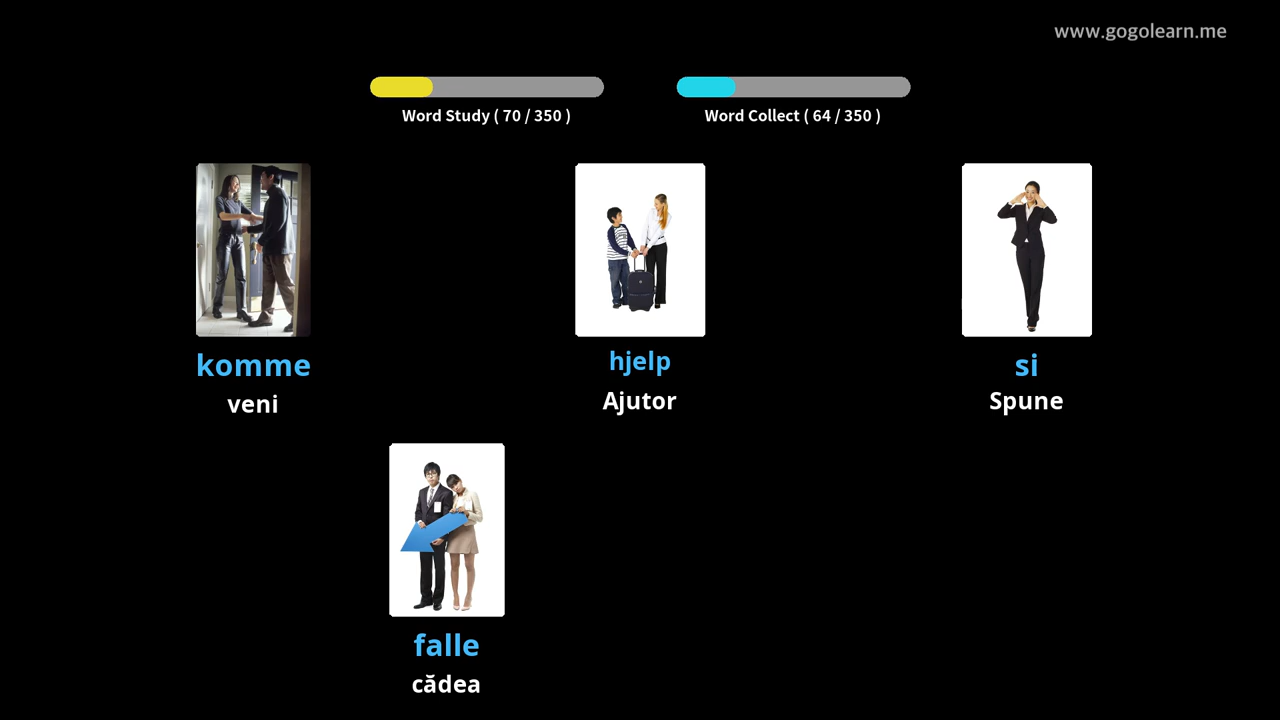 www.gogolearn.me
Word Study ( 70 / 350 )
Word Collect ( 64 / 350 )
komme
veni
hjelp
Ajutor
si
Spune
falle
cădea